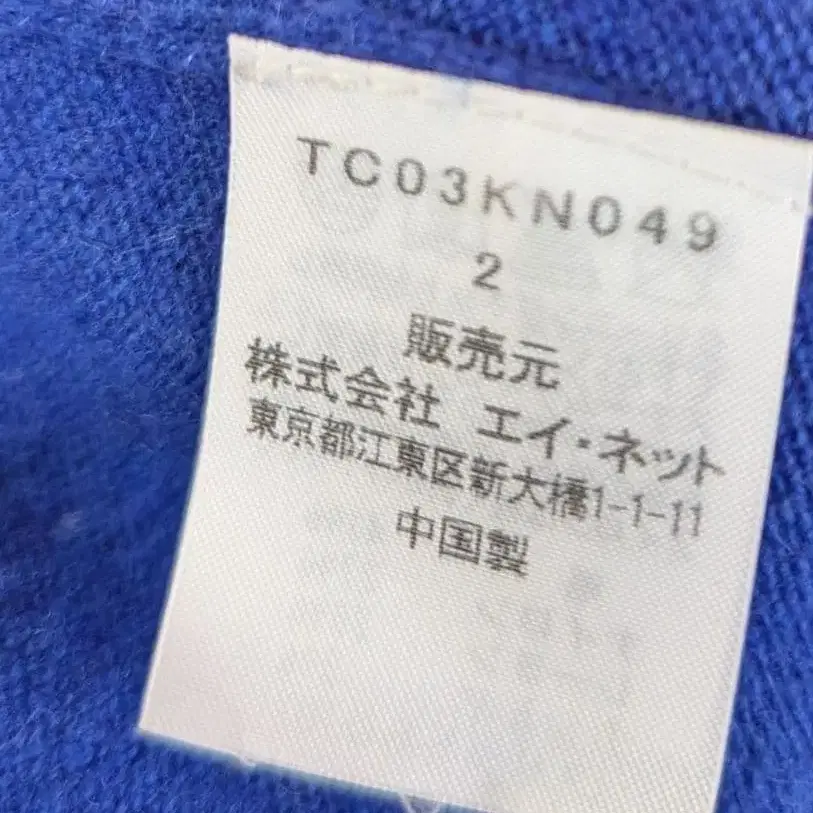 TC03KN049
2
販売元
株式会社 エイ・ネット
東京都江東区新大橋1-1-11
中国製